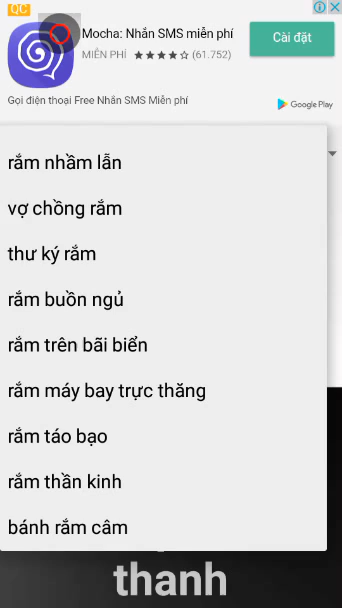 QC
Mocha: Nhắn SMS miễn phí
MIỄN PHÍ ★★★★★ (61.752)
Cài đặt
Gọi điện thoại Free Nhắn SMS Miễn phí
Google Play
rắm nhầm lẫn
vợ chồng rắm
thư ký rắm
rắm buồn ngủ
rắm trên bãi biển
rắm máy bay trực thăng
rắm táo bạo
rắm thần kinh
bánh rắm câm
thanh